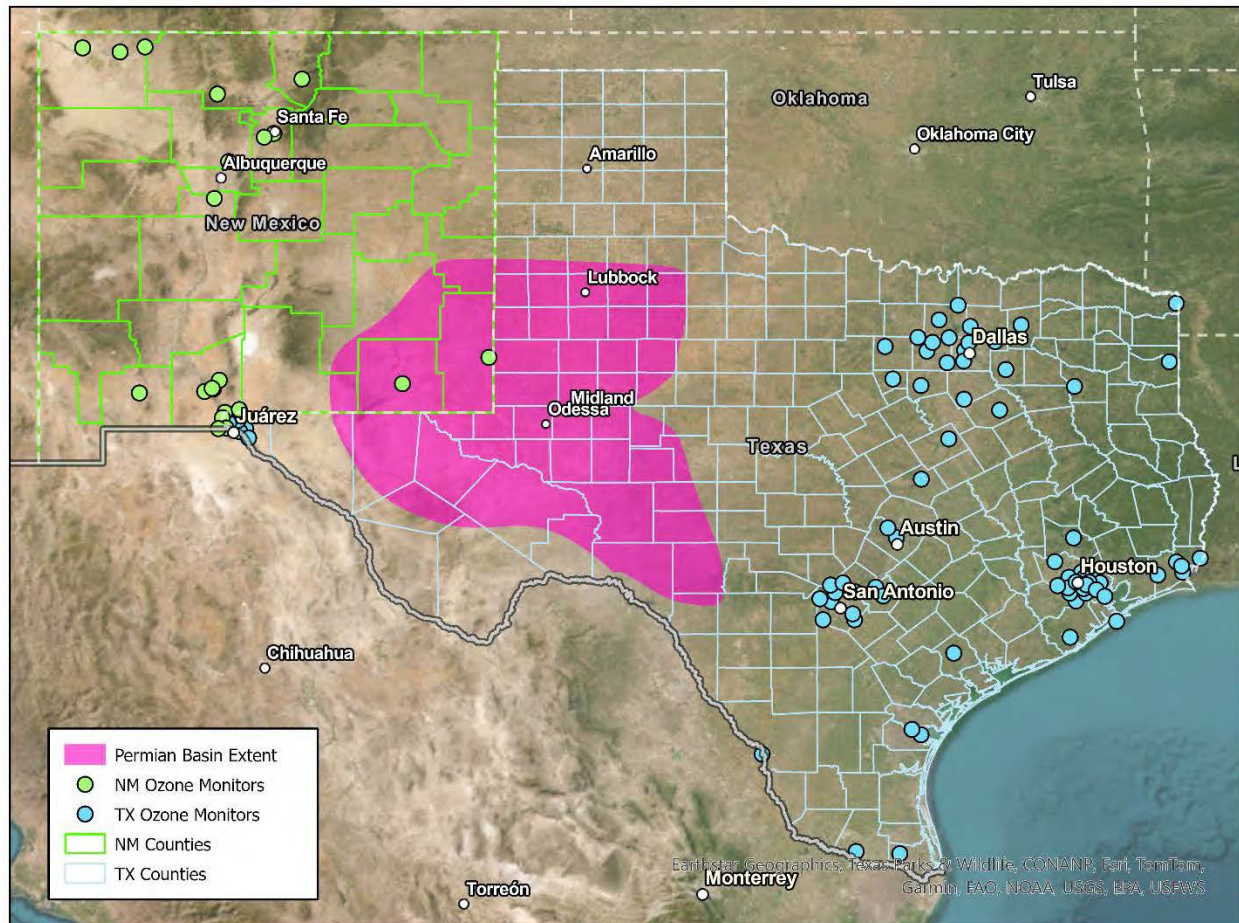 Tulsa
Oklahoma
Santa Fe
Oklahoma City
Albuquerque
Amarillo
New Mexico
Lubbock
Dallas
Midland
Juárez
Odessa
Texas
L
Austin
Houston
San Antonio
Chihuahua
Permian Basin Extent
NM Ozone Monitors
TX Ozone Monitors
NM Counties
TX Counties
Earthstar Geographics, Texas Parks & Wildlife, CONANP, Esri, TomTom,
Garmin, FAO, NOAA, USGS, EPA, USFWS
Monterrey
Torreón